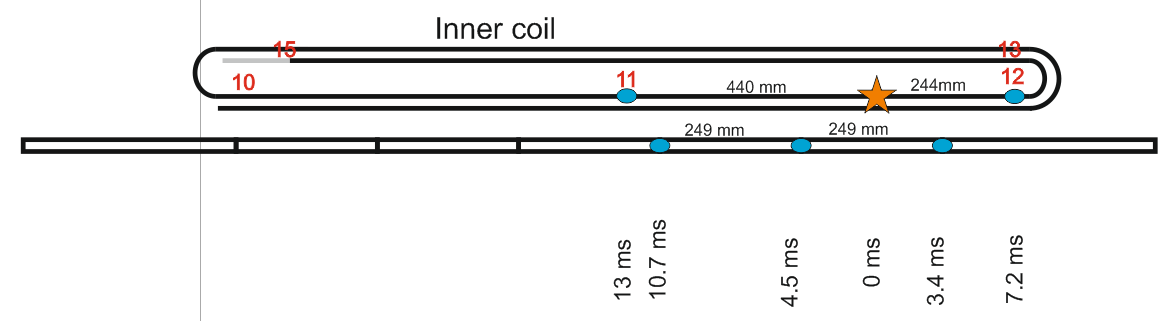 Inner coil
15
13
10
11
12
440 mm
244mm
249 mm
249 mm
13 ms
10.7 ms
4.5 ms
0 ms
3.4 ms
7.2 ms